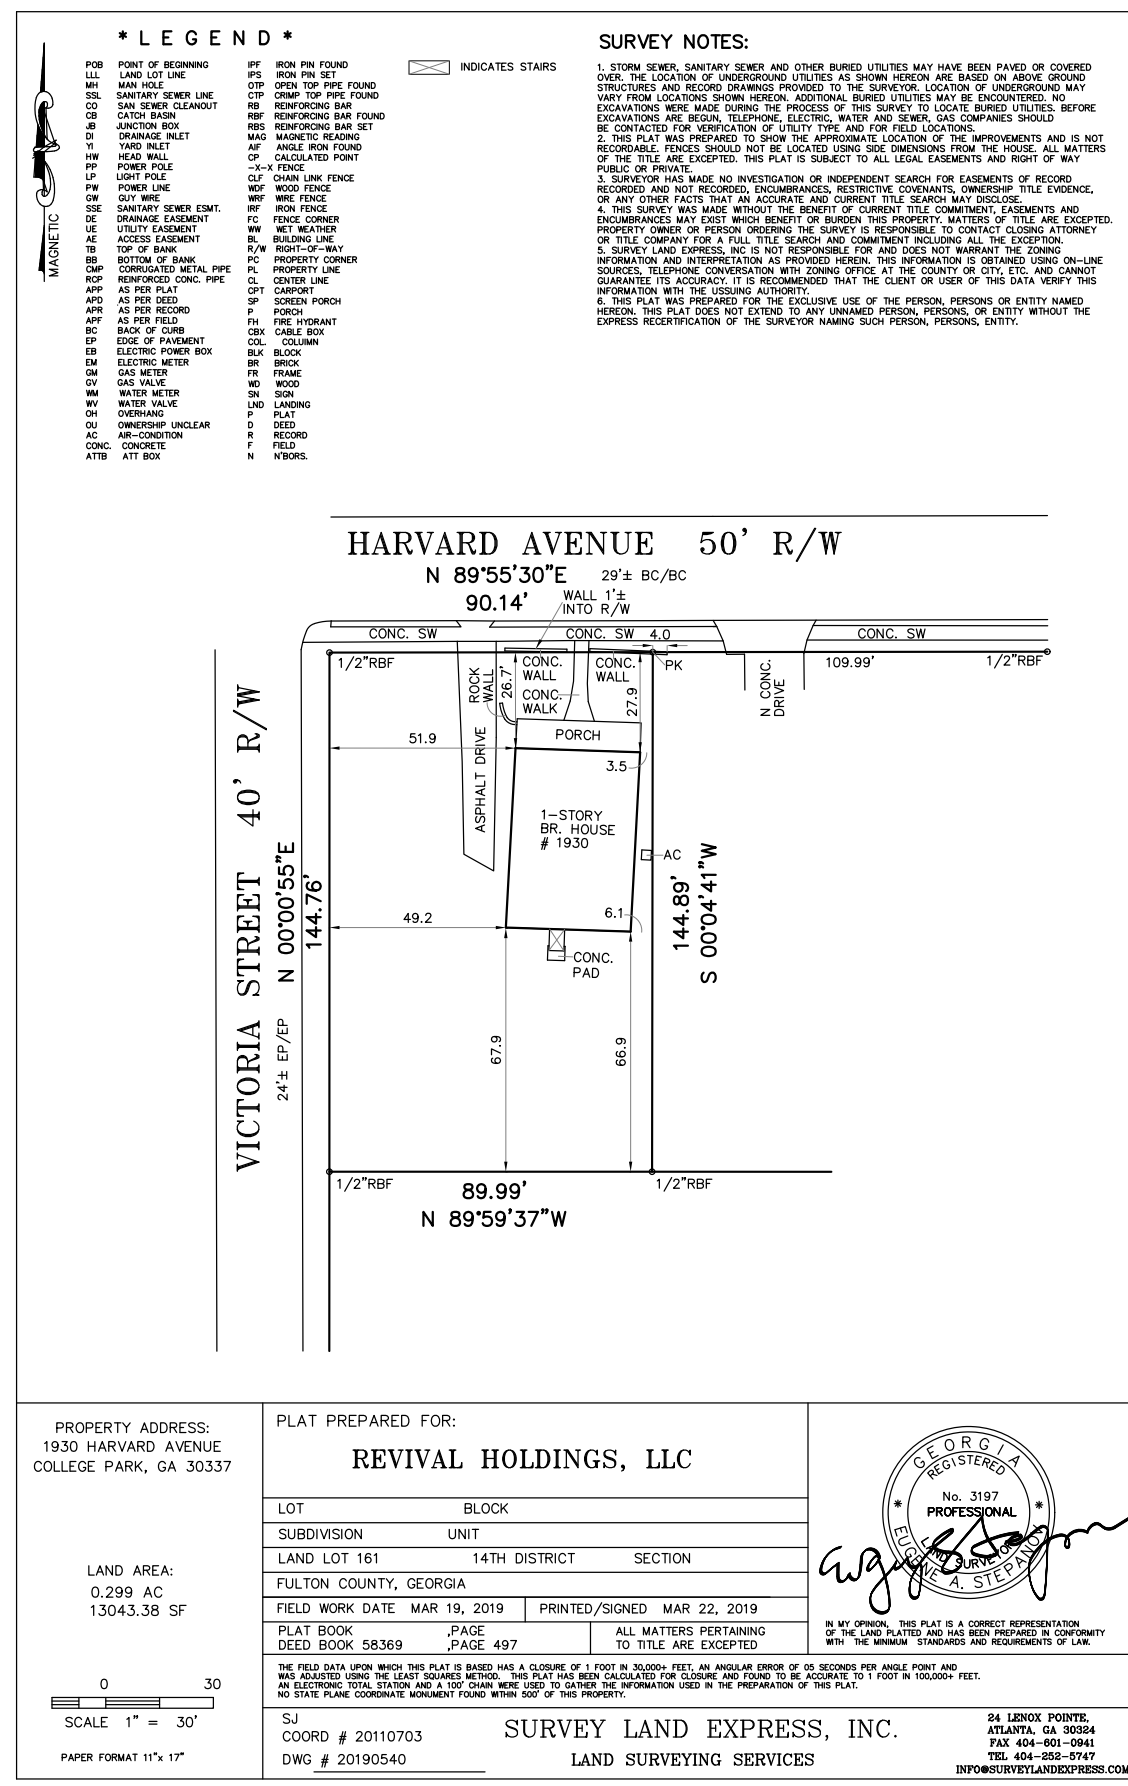 * L E G E N D *
POB POINT OF BEGINNING
LLL LAND LOT LINE
MH MAN HOLE
SSL SANITARY SEWER LINE
CO SAN SEWER CLEANOUT
CB CATCH BASIN
JB JUNCTION BOX
DI DRAINAGE INLET
YI YARD INLET
HW HEAD WALL
PP POWER POLE
LP LIGHT POLE
PW POWER LINE
GW GUY WIRE
SSE SANITARY SEWER ESMT.
DE DRAINAGE EASEMENT
UE UTILITY EASEMENT
AE ACCESS EASEMENT
TB TOP OF BANK
BB BOTTOM OF BANK
CMP CORRUGATED METAL PIPE
RCP REINFORCED CONC. PIPE
APP AS PER PLAT
APD AS PER DEED
APR AS PER RECORD
APF AS PER FIELD
BC BACK OF CURB
EP EDGE OF PAVEMENT
EB ELECTRIC POWER BOX
EM ELECTRIC METER
GM GAS METER
GV GAS VALVE
WM WATER METER
WV WATER VALVE
OH OVERHANG
OU OWNERSHIP UNCLEAR
AC AIR-CONDITION
CONC. CONCRETE
ATTB ATT BOX
IPF IRON PIN FOUND
IPS IRON PIN SET
OTP OPEN TOP PIPE FOUND
CTP CRIMP TOP PIPE FOUND
RB REINFORCING BAR
RBF REINFORCING BAR FOUND
RBS REINFORCING BAR SET
MAG MAGNETIC READING
AIF ANGLE IRON FOUND
CP CALCULATED POINT
-X-X FENCE
CLF CHAIN LINK FENCE
WDF WOOD FENCE
WRF WIRE FENCE
IRF IRON FENCE
FC FENCE CORNER
WW WET WEATHER
BL BUILDING LINE
R/W RIGHT-OF-WAY
PC PROPERTY CORNER
PL PROPERTY LINE
CL CENTER LINE
CPT CARPORT
SP SCREEN PORCH
P PORCH
FH FIRE HYDRANT
CBX CABLE BOX
COL. COLUIMN
BLK BLOCK
BR BRICK
FR FRAME
WD WOOD
SN SIGN
LND LANDING
P PLAT
D DEED
R RECORD
F FIELD
N N'BORS.
INDICATES STAIRS
MAGNETIC
SURVEY NOTES:
1. STORM SEWER, SANITARY SEWER AND OTHER BURIED UTILITIES MAY HAVE BEEN PAVED OR COVERED
OVER. THE LOCATION OF UNDERGROUND UTILITIES AS SHOWN HEREON ARE BASED ON ABOVE GROUND
STRUCTURES AND RECORD DRAWINGS PROVIDED TO THE SURVEYOR. LOCATION OF UNDERGROUND MAY
VARY FROM LOCATIONS SHOWN HEREON. ADDITIONAL BURIED UTILITIES MAY BE ENCOUNTERED. NO
EXCAVATIONS WERE MADE DURING THE PROCESS OF THIS SURVEY TO LOCATE BURIED UTILITIES. BEFORE
EXCAVATIONS ARE BEGUN, TELEPHONE, ELECTRIC, WATER AND SEWER, GAS COMPANIES SHOULD
BE CONTACTED FOR VERIFICATION OF UTILITY TYPE AND FOR FIELD LOCATIONS.
2. THIS PLAT WAS PREPARED TO SHOW THE APPROXIMATE LOCATION OF THE IMPROVEMENTS AND IS NOT
RECORDABLE. FENCES SHOULD NOT BE LOCATED USING SIDE DIMENSIONS FROM THE HOUSE. ALL MATTERS
OF THE TITLE ARE EXCEPTED. THIS PLAT IS SUBJECT TO ALL LEGAL EASEMENTS AND RIGHT OF WAY
PUBLIC OR PRIVATE.
3. SURVEYOR HAS MADE NO INVESTIGATION OR INDEPENDENT SEARCH FOR EASEMENTS OF RECORD
RECORDED AND NOT RECORDED, ENCUMBRANCES, RESTRICTIVE COVENANTS, OWNERSHIP TITLE EVIDENCE,
OR ANY OTHER FACTS THAT AN ACCURATE AND CURRENT TITLE SEARCH MAY DISCLOSE.
4. THIS SURVEY WAS MADE WITHOUT THE BENEFIT OF CURRENT TITLE COMMITMENT, EASEMENTS AND
ENCUMBRANCES MAY EXIST WHICH BENEFIT OR BURDEN THIS PROPERTY. MATTERS OF TITLE ARE EXCEPTED.
PROPERTY OWNER OR PERSON ORDERING THE SURVEY IS RESPONSIBLE TO CONTACT CLOSING ATTORNEY
OR TITLE COMPANY FOR A FULL TITLE SEARCH AND COMMITMENT INCLUDING ALL THE EXCEPTION.
5. SURVEY LAND EXPRESS, INC IS NOT RESPONSIBLE FOR AND DOES NOT WARRANT THE ZONING
INFORMATION AND INTERPRETATION AS PROVIDED HEREIN. THIS INFORMATION IS OBTAINED USING ON-LINE
SOURCES, TELEPHONE CONVERSATION WITH ZONING OFFICE AT THE COUNTY OR CITY, ETC. AND CANNOT
GUARANTEE ITS ACCURACY. IT IS RECOMMENDED THAT THE CLIENT OR USER OF THIS DATA VERIFY THIS
INFORMATION WITH THE USSUING AUTHORITY.
6. THIS PLAT WAS PREPARED FOR THE EXCLUSIVE USE OF THE PERSON, PERSONS OR ENTITY NAMED
HEREON. THIS PLAT DOES NOT EXTEND TO ANY UNNAMED PERSON, PERSONS, OR ENTITY WITHOUT THE
EXPRESS RECERTIFICATION OF THE SURVEYOR NAMING SUCH PERSON, PERSONS, ENTITY.
HARVARD AVENUE 50' R/W
N 89°55'30"E 29'± BC/BC
90.14'
WALL 1'±
INTO R/W
CONC. SW
CONC. SW
4.0
CONC. SW
1/2"RBF
CONC.
WALL
CONC.
WALL
PK
109.99'
1/2"RBF
ROCK
WALL
26.7'
CONC.
WALK
27.9
N CONC.
DRIVE
PORCH
51.9
3.5
ASPHALT DRIVE
1-STORY
BR. HOUSE
# 1930
AC
VICTORIA STREET 40' R/W
24'± EP/EP
N 00°00'55"E
144.76'
144.89'
S 00°04'41"W
49.2
6.1
CONC.
PAD
67.9
66.9
1/2"RBF
1/2"RBF
89.99'
N 89°59'37"W
PROPERTY ADDRESS:
1930 HARVARD AVENUE
COLLEGE PARK, GA 30337
LAND AREA:
0.299 AC
13043.38 SF
0 30
SCALE 1" = 30'
PAPER FORMAT 11"x 17"
PLAT PREPARED FOR:
REVIVAL HOLDINGS, LLC
LOT BLOCK
SUBDIVISION UNIT
LAND LOT 161 14TH DISTRICT SECTION
FULTON COUNTY, GEORGIA
FIELD WORK DATE MAR 19, 2019 PRINTED/SIGNED MAR 22, 2019
PLAT BOOK ,PAGE
DEED BOOK 58369 ,PAGE 497
ALL MATTERS PERTAINING
TO TITLE ARE EXCEPTED
GEORGIA
REGISTERED
No. 3197
PROFESSIONAL
LAND SURVEYOR
EUGENE A. STEPANOV
IN MY OPINION, THIS PLAT IS A CORRECT REPRESENTATION
OF THE LAND PLATTED AND HAS BEEN PREPARED IN CONFORMITY
WITH THE MINIMUM STANDARDS AND REQUIREMENTS OF LAW.
THE FIELD DATA UPON WHICH THIS PLAT IS BASED HAS A CLOSURE OF 1 FOOT IN 30,000+ FEET, AN ANGULAR ERROR OF 05 SECONDS PER ANGLE POINT AND
WAS ADJUSTED USING THE LEAST SQUARES METHOD. THIS PLAT HAS BEEN CALCULATED FOR CLOSURE AND FOUND TO BE ACCURATE TO 1 FOOT IN 100,000+ FEET.
AN ELECTRONIC TOTAL STATION AND A 100' CHAIN WERE USED TO GATHER THE INFORMATION USED IN THE PREPARATION OF THIS PLAT.
NO STATE PLANE COORDINATE MONUMENT FOUND WITHIN 500' OF THIS PROPERTY.
SJ
COORD # 20110703
DWG # 20190540
SURVEY LAND EXPRESS, INC.
LAND SURVEYING SERVICES
24 LENOX POINTE,
ATLANTA, GA 30324
FAX 404-601-0941
TEL 404-252-5747
INFO@SURVEYLANDEXPRESS.COM